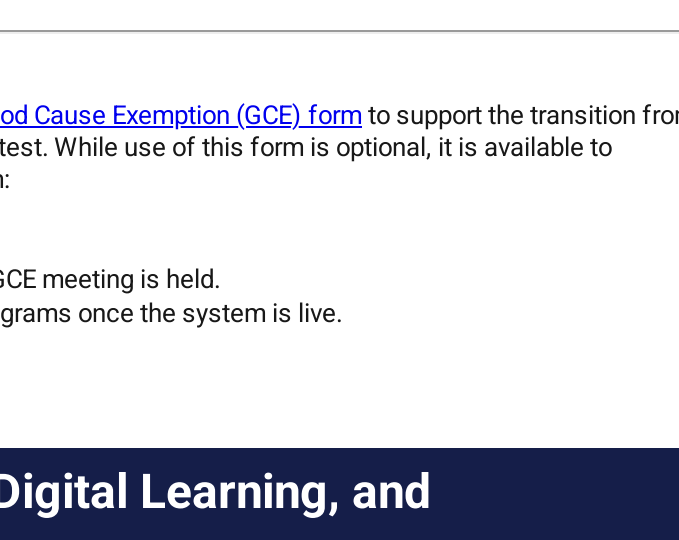 od Cause Exemption (GCE) form to support the transition from
test. While use of this form is optional, it is available to
n:
GCE meeting is held.
grams once the system is live.
Digital Learning, and